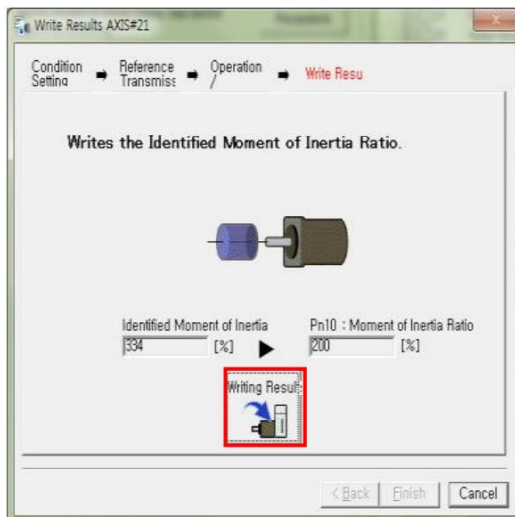 Write Results AXIS#21
Condition
Setting
Reference
Transmiss
Operation
/
Write Resu
Writes the Identified Moment of Inertia Ratio.
Identified Moment of Inertia
334 [%]
Pn10 : Moment of Inertia Ratio
200 [%]
Writing Result
< Back
Finish
Cancel